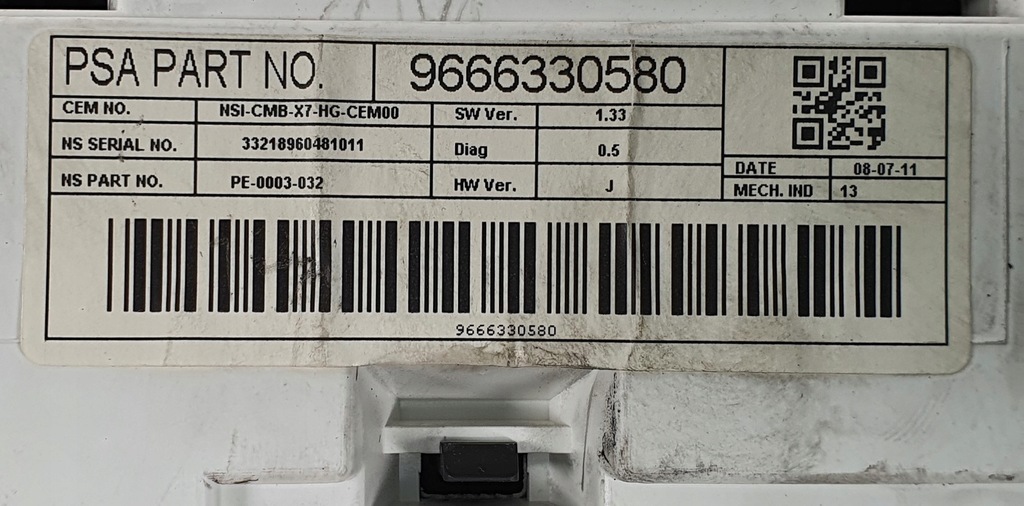 PSA PART NO. 9666330580
CEM NO. NSI-CMB-X7-HG-CEM00 SW Ver. 1.33
NS SERIAL NO. 33218960481011 Diag 0.5
DATE 08-07-11
NS PART NO. PE-0003-032 HW Ver. J
MECH. IND 13
9666330580